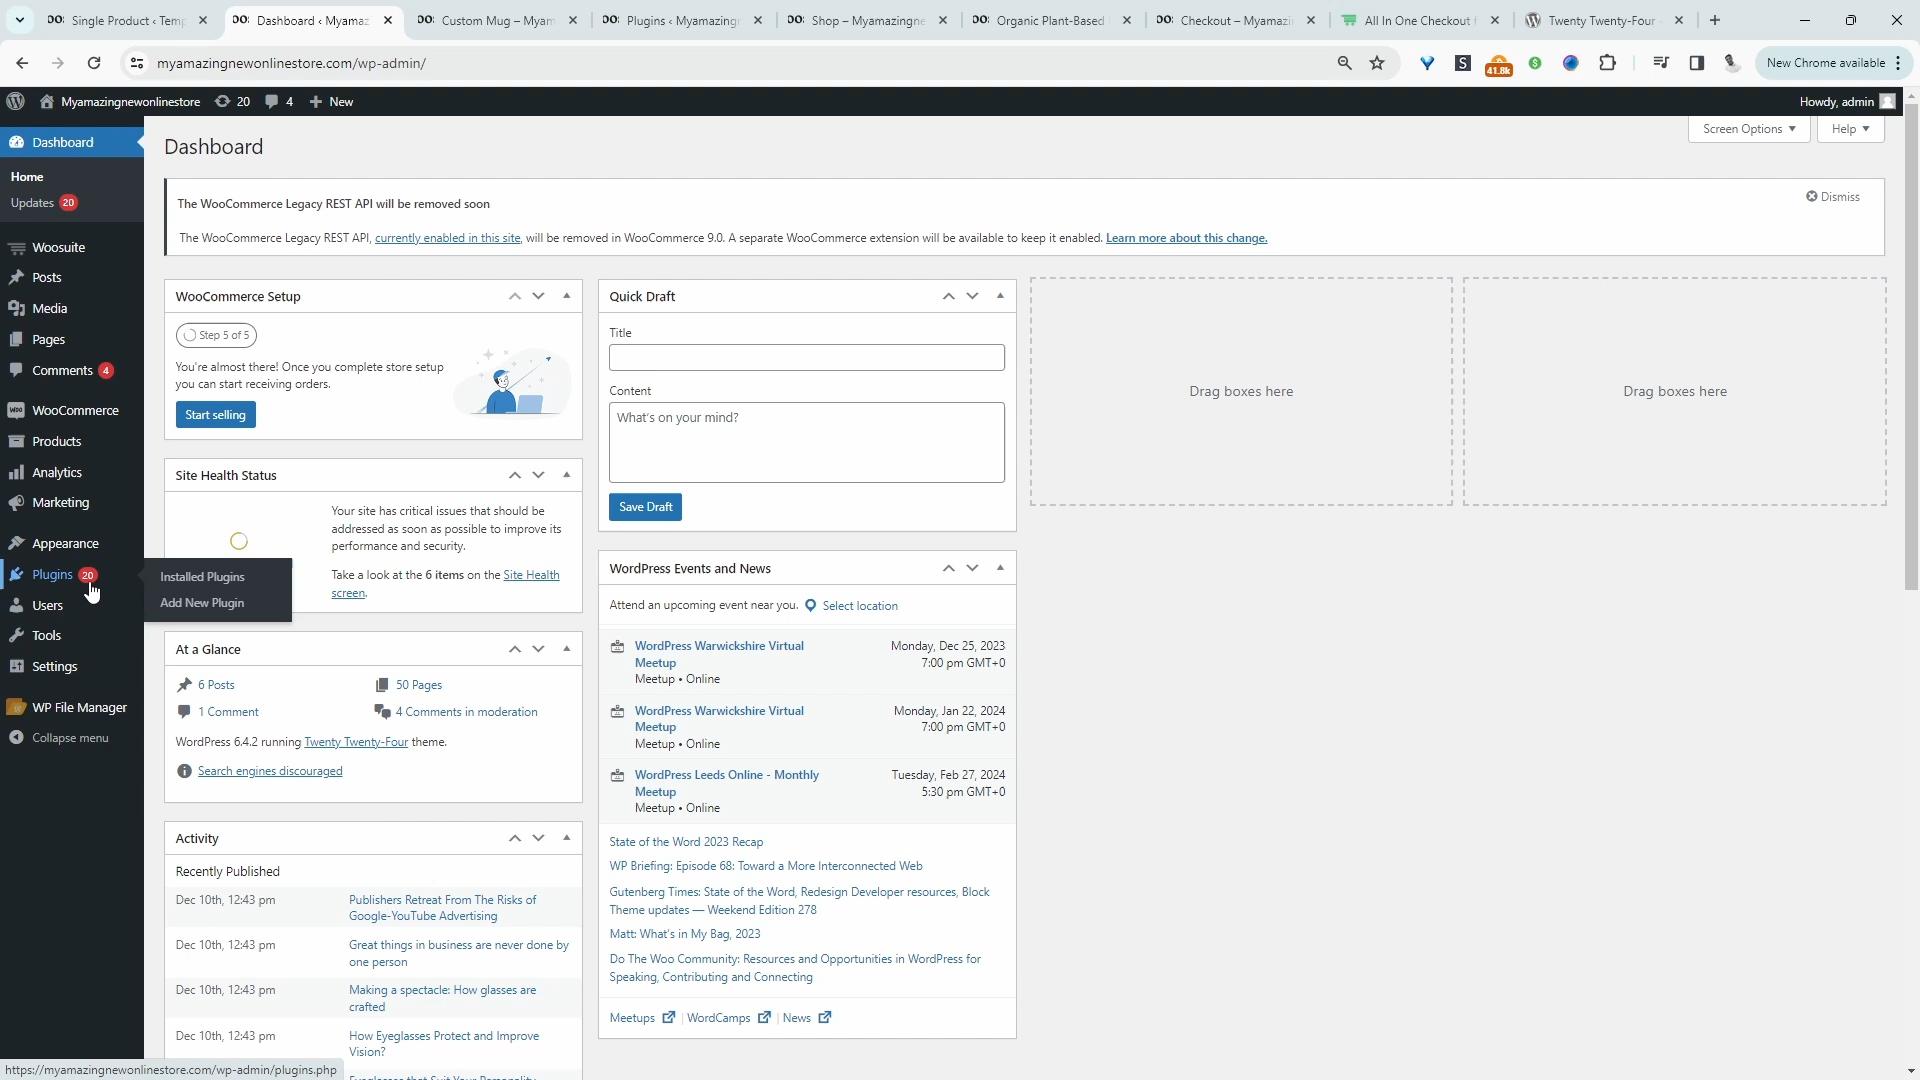 Single Product ‹ Temp
Dashboard ‹ Myamaz
Custom Mug – Myam
Plugins ‹ Myamazing
Shop – Myamazingne
Organic Plant-Based
Checkout – Myamazi
All In One Checkout f
Twenty Twenty-Four
myamazingnewonlinestore.com/wp-admin/
S
41.8k
New Chrome available
Myamazingnewonlinestore
20
4
New
Howdy, admin
Dashboard
Home
Updates 20
Woosuite
Posts
Media
Pages
Comments 4
WooCommerce
Products
Analytics
Marketing
Appearance
Plugins 20
Users
Tools
Settings
WP File Manager
Collapse menu
Installed Plugins
Add New Plugin
Dashboard
Screen Options
Help
The WooCommerce Legacy REST API will be removed soon
Dismiss
The WooCommerce Legacy REST API, currently enabled in this site, will be removed in WooCommerce 9.0. A separate WooCommerce extension will be available to keep it enabled. Learn more about this change.
WooCommerce Setup
Step 5 of 5
You're almost there! Once you complete store setup
you can start receiving orders.
Start selling
Site Health Status
Your site has critical issues that should be
addressed as soon as possible to improve its
performance and security.
Take a look at the 6 items on the Site Health
screen.
At a Glance
6 Posts
50 Pages
1 Comment
4 Comments in moderation
WordPress 6.4.2 running Twenty Twenty-Four theme.
Search engines discouraged
Activity
Recently Published
Dec 10th, 12:43 pm
Publishers Retreat From The Risks of
Google-YouTube Advertising
Dec 10th, 12:43 pm
Great things in business are never done by
one person
Dec 10th, 12:43 pm
Making a spectacle: How glasses are
crafted
Dec 10th, 12:43 pm
How Eyeglasses Protect and Improve
Vision?
Quick Draft
Title
Content
What's on your mind?
Save Draft
WordPress Events and News
Attend an upcoming event near you. Select location
WordPress Warwickshire Virtual
Meetup
Meetup • Online
Monday, Dec 25, 2023
7:00 pm GMT+0
WordPress Warwickshire Virtual
Meetup
Meetup • Online
Monday, Jan 22, 2024
7:00 pm GMT+0
WordPress Leeds Online - Monthly
Meetup
Meetup • Online
Tuesday, Feb 27, 2024
5:30 pm GMT+0
State of the Word 2023 Recap
WP Briefing: Episode 68: Toward a More Interconnected Web
Gutenberg Times: State of the Word, Redesign Developer resources, Block
Theme updates — Weekend Edition 278
Matt: What's in My Bag, 2023
Do The Woo Community: Resources and Opportunities in WordPress for
Speaking, Contributing and Connecting
Meetups
WordCamps
News
Drag boxes here
Drag boxes here
https://myamazingnewonlinestore.com/wp-admin/plugins.php